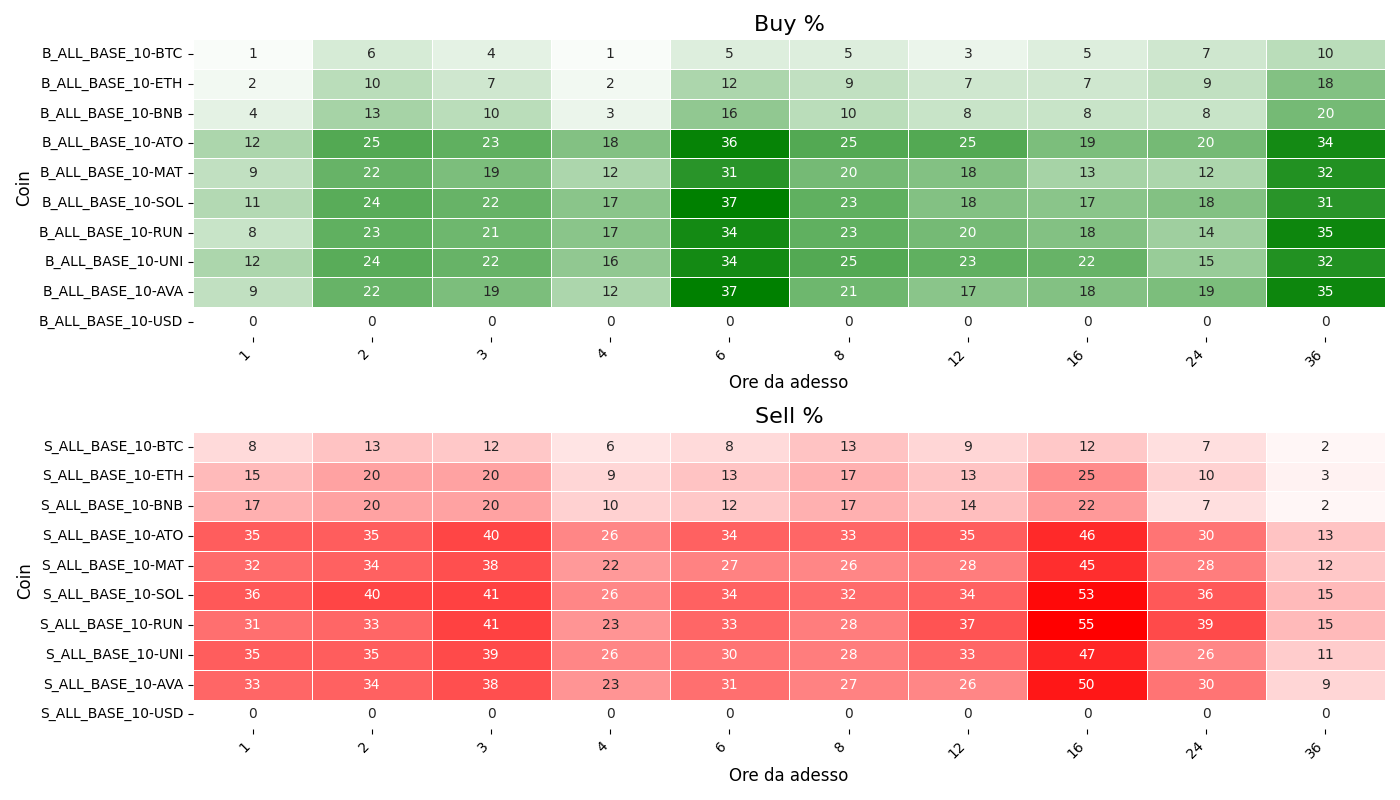 Buy %
Coin
B_ALL_BASE_10-BTC 1 6 4 1 5 5 3 5 7 10
B_ALL_BASE_10-ETH 2 10 7 2 12 9 7 7 9 18
B_ALL_BASE_10-BNB 4 13 10 3 16 10 8 8 8 20
B_ALL_BASE_10-ATO 12 25 23 18 36 25 25 19 20 34
B_ALL_BASE_10-MAT 9 22 19 12 31 20 18 13 12 32
B_ALL_BASE_10-SOL 11 24 22 17 37 23 18 17 18 31
B_ALL_BASE_10-RUN 8 23 21 17 34 23 20 18 14 35
B_ALL_BASE_10-UNI 12 24 22 16 34 25 23 22 15 32
B_ALL_BASE_10-AVA 9 22 19 12 37 21 17 18 19 35
B_ALL_BASE_10-USD 0 0 0 0 0 0 0 0 0 0
1 2 3 4 6 8 12 16 24 36
Ore da adesso
Sell %
Coin
S_ALL_BASE_10-BTC 8 13 12 6 8 13 9 12 7 2
S_ALL_BASE_10-ETH 15 20 20 9 13 17 13 25 10 3
S_ALL_BASE_10-BNB 17 20 20 10 12 17 14 22 7 2
S_ALL_BASE_10-ATO 35 35 40 26 34 33 35 46 30 13
S_ALL_BASE_10-MAT 32 34 38 22 27 26 28 45 28 12
S_ALL_BASE_10-SOL 36 40 41 26 34 32 34 53 36 15
S_ALL_BASE_10-RUN 31 33 41 23 33 28 37 55 39 15
S_ALL_BASE_10-UNI 35 35 39 26 30 28 33 47 26 11
S_ALL_BASE_10-AVA 33 34 38 23 31 27 26 50 30 9
S_ALL_BASE_10-USD 0 0 0 0 0 0 0 0 0 0
1 2 3 4 6 8 12 16 24 36
Ore da adesso